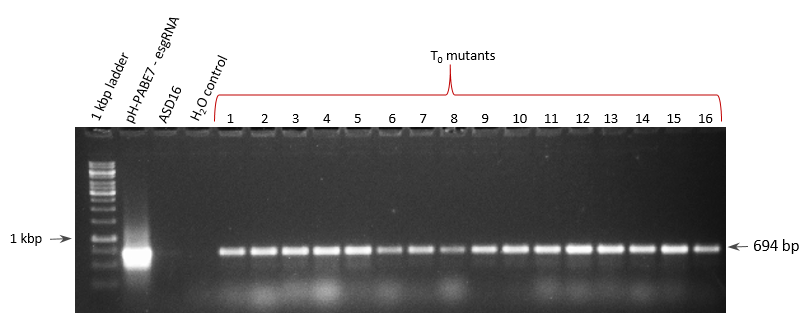 T₀ mutants
1 kbp ladder
pH-PABE7 - esgRNA
ASD16
H₂O control
1 2 3 4 5 6 7 8 9 10 11 12 13 14 15 16
1 kbp
694 bp